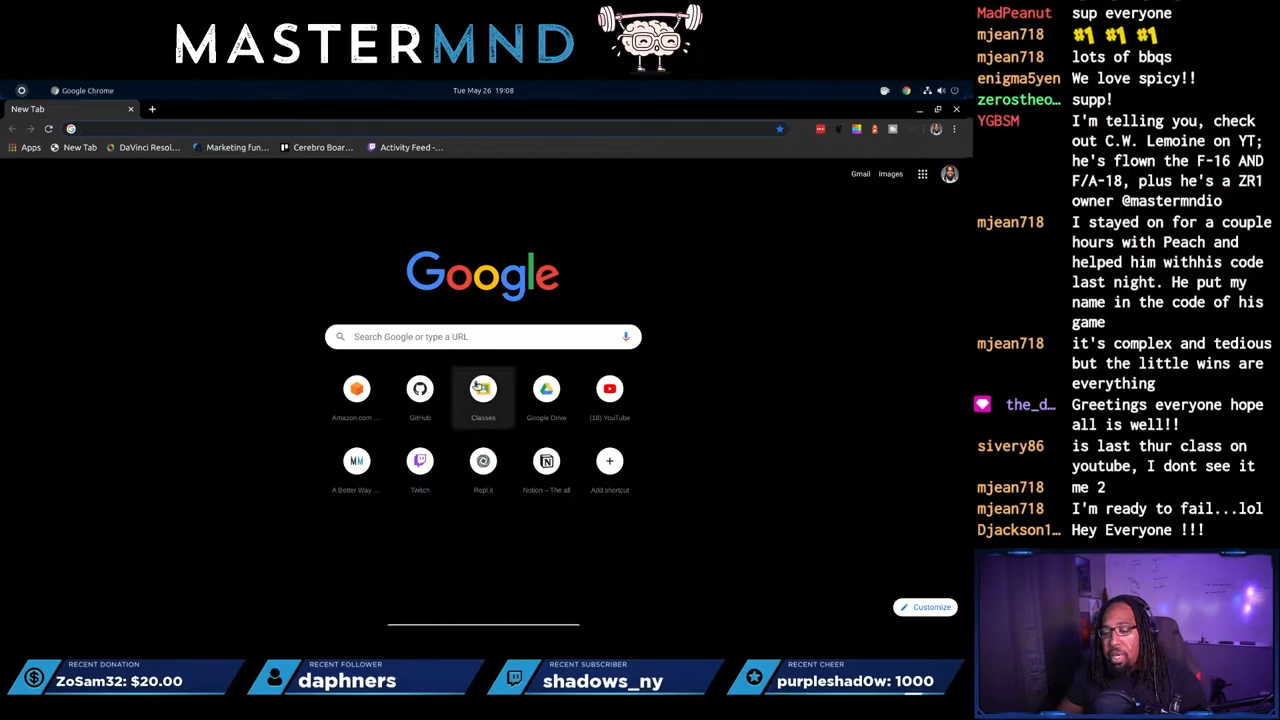 MASTERMND
Google Chrome
Tue May 26 19:08
New Tab
Apps
New Tab
DaVinci Resol...
Marketing fun...
Cerebro Boar...
Activity Feed -...
Gmail
Images
Google
Search Google or type a URL
Amazon.com ...
GitHub
Classes
Google Drive
(18) YouTube
A Better Way ...
MM
Twitch
Repl.it
Notion – The all
Add shortcut
Customize
MadPeanut sup everyone
mjean718 #1 #1 #1
mjean718 lots of bbqs
enigma5yen We love spicy!!
zerostheo... supp!
YGBSM I'm telling you, check
out C.W. Lemoine on YT;
he's flown the F-16 AND
F/A-18, plus he's a ZR1
owner @mastermndio
mjean718 I stayed on for a couple
hours with Peach and
helped him withhis code
last night. He put my
name in the code of his
game
mjean718 it's complex and tedious
but the little wins are
everything
the_d... Greetings everyone hope
all is well!!
sivery86 is last thur class on
youtube, I dont see it
mjean718 me 2
mjean718 I'm ready to fail...lol
Djackson1... Hey Everyone !!!
RECENT DONATION
ZoSam32: $20.00
RECENT FOLLOWER
daphners
RECENT SUBSCRIBER
shadows_ny
RECENT CHEER
purpleshad0w: 1000